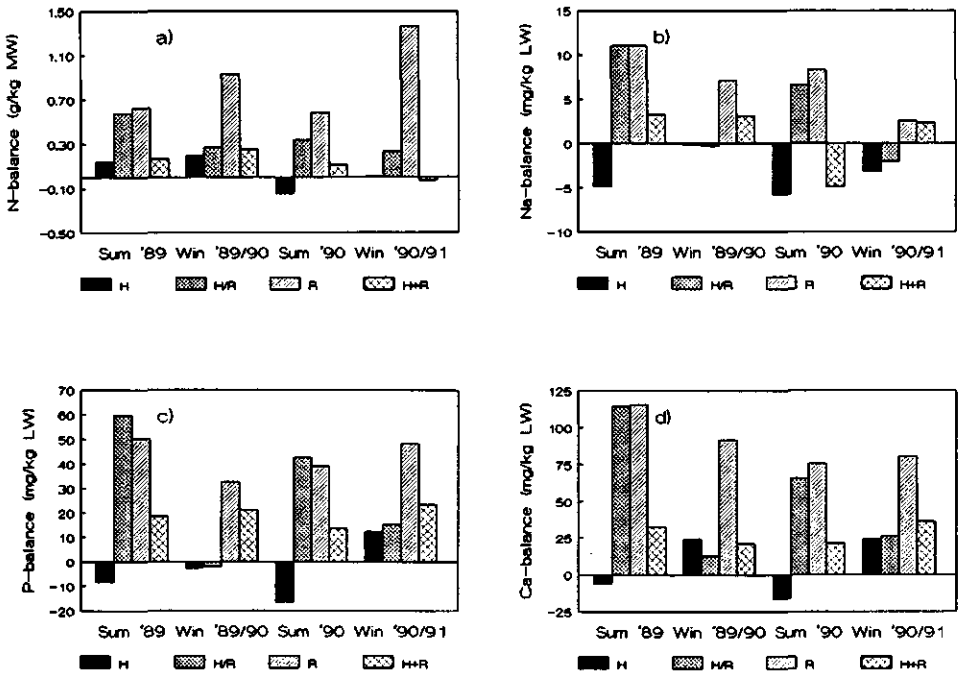 a)
N-balance (g/kg MW)
1.50
1.10
0.70
0.30
-0.10
-0.50
Sum '89 Win '89/90 Sum '90 Win '90/91
H H/R R H+R
b)
Na-balance (mg/kg LW)
15
10
5
0
-5
-10
Sum '89 Win '89/90 Sum '90 Win '90/91
H H/R R H+R
c)
P-balance (mg/kg LW)
70
60
50
40
30
20
10
0
-10
-20
Sum '89 Win '89/90 Sum '90 Win '90/91
H H/R R H+R
d)
Ca-balance (mg/kg LW)
125
100
75
50
25
0
-25
Sum '89 Win '89/90 Sum '90 Win '90/91
H H/R R H+R